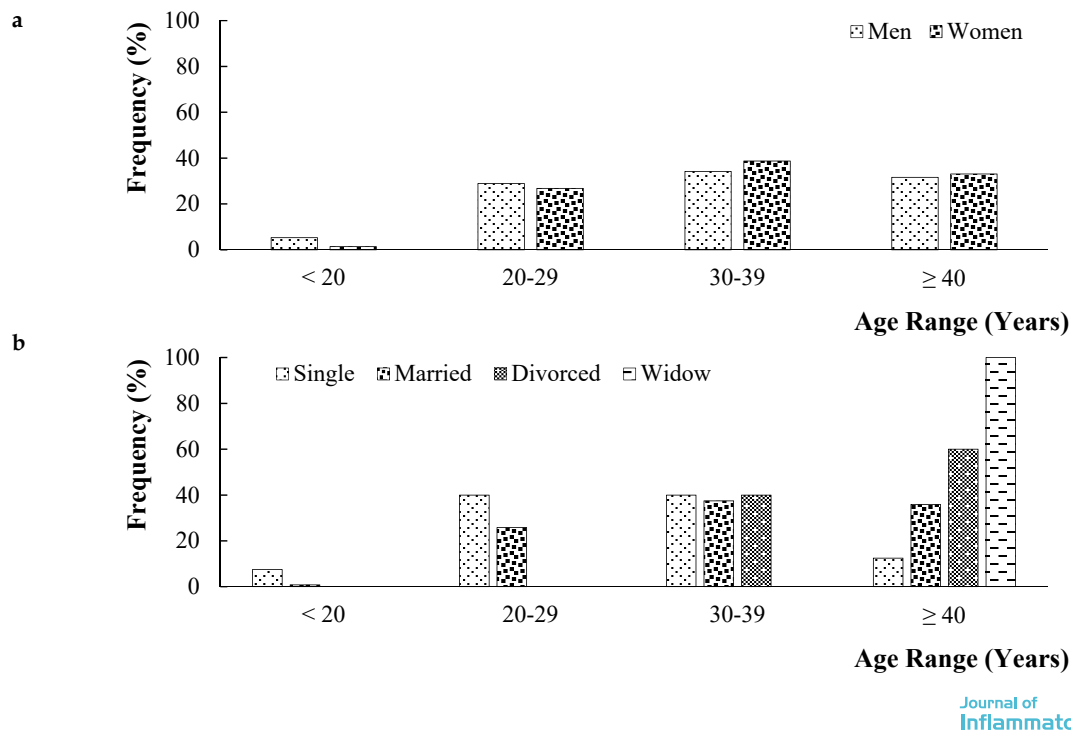 a
Frequency (%)
100
80
60
40
20
0
Men Women
< 20 20-29 30-39 ≥ 40
Age Range (Years)
b
Frequency (%)
100
80
60
40
20
0
Single Married Divorced Widow
< 20 20-29 30-39 ≥ 40
Age Range (Years)
Journal of
Inflammato